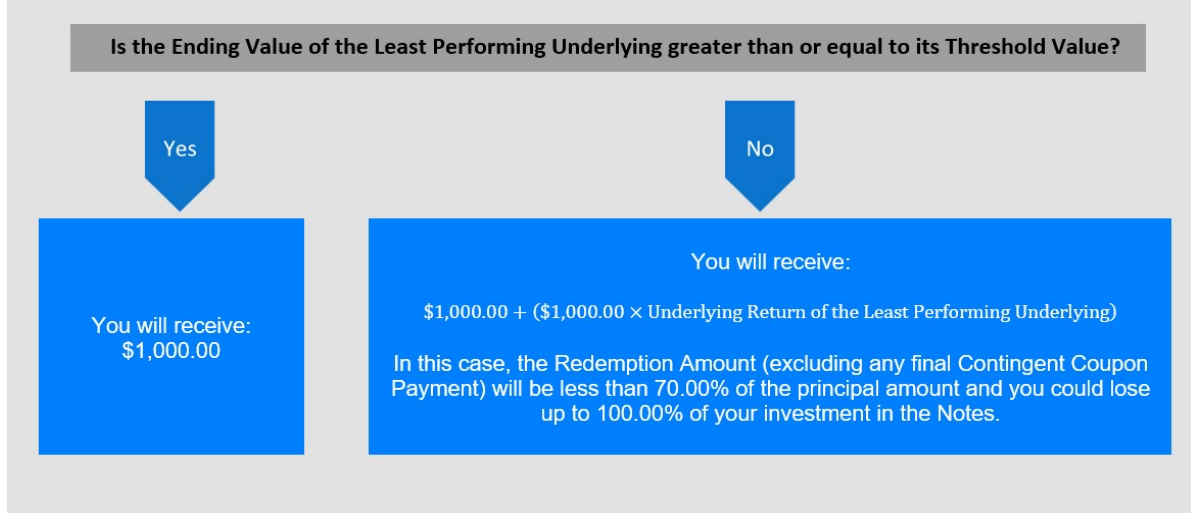 Is the Ending Value of the Least Performing Underlying greater than or equal to its Threshold Value?
Yes
No
You will receive:
$1,000.00
You will receive:
$1,000.00 + ($1,000.00 × Underlying Return of the Least Performing Underlying)
In this case, the Redemption Amount (excluding any final Contingent Coupon
Payment) will be less than 70.00% of the principal amount and you could lose
up to 100.00% of your investment in the Notes.